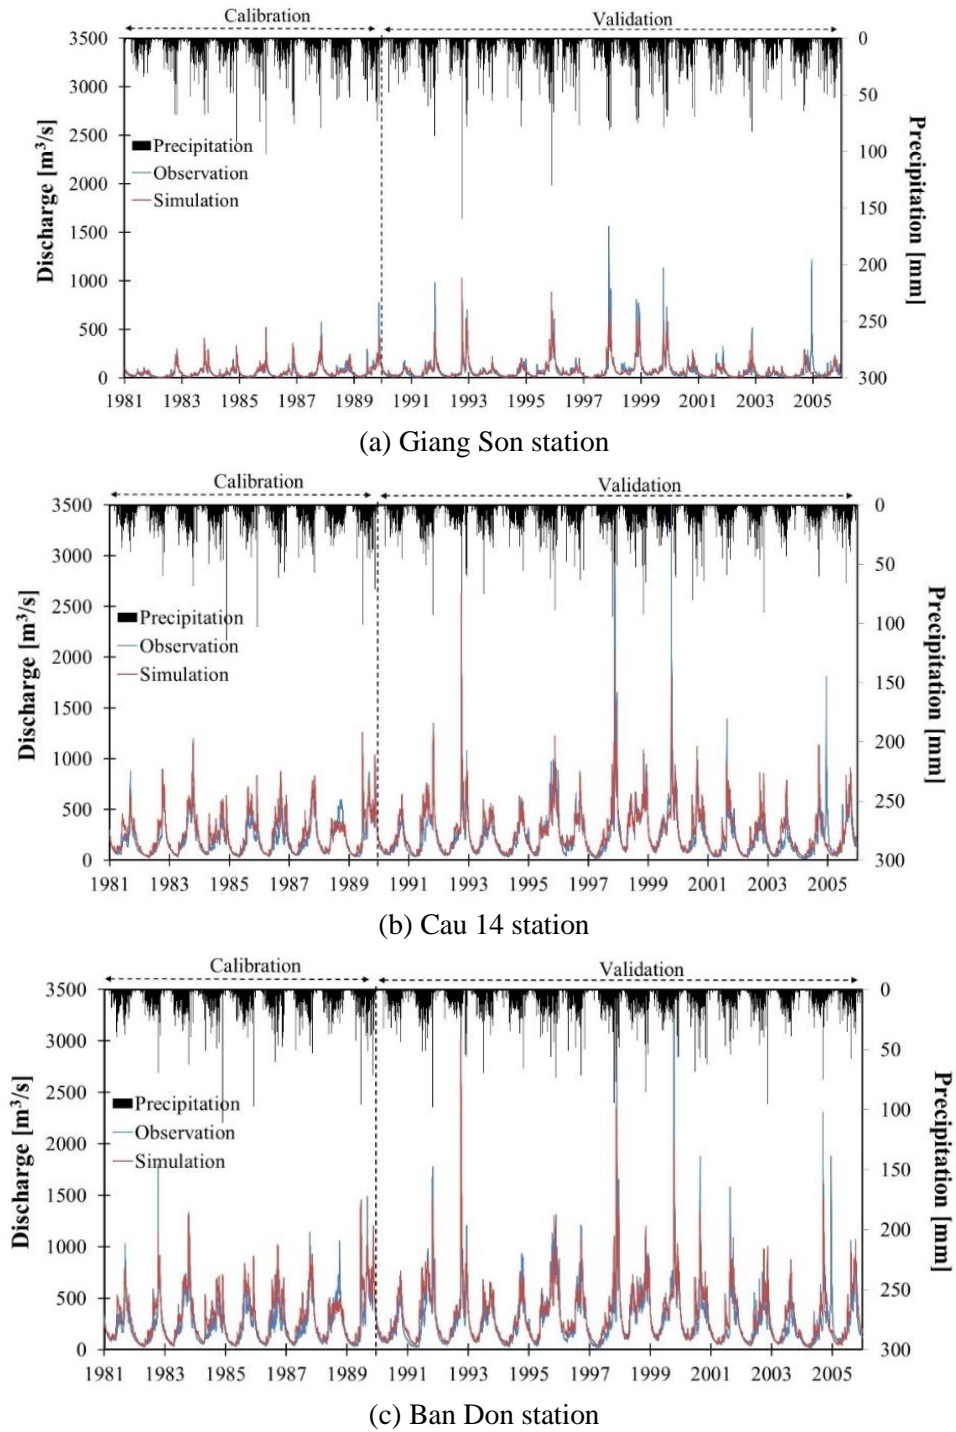 Calibration Validation
3500 0
3000 50
2500 100
2000 150
1500 200
1000 250
500
0 300
Discharge [m³/s]
Precipitation [mm]
Precipitation
Observation
Simulation
1981 1983 1985 1987 1989 1991 1993 1995 1997 1999 2001 2003 2005
(a) Giang Son station
Calibration Validation
3500 0
3000 50
2500 100
2000 150
1500 200
1000 250
500
0 300
Discharge [m³/s]
Precipitation [mm]
Precipitation
Observation
Simulation
1981 1983 1985 1987 1989 1991 1993 1995 1997 1999 2001 2003 2005
(b) Cau 14 station
Calibration Validation
3500 0
3000 50
2500 100
2000 150
1500 200
1000 250
500
0 300
Discharge [m³/s]
Precipitation [mm]
Precipitation
Observation
Simulation
1981 1983 1985 1987 1989 1991 1993 1995 1997 1999 2001 2003 2005
(c) Ban Don station